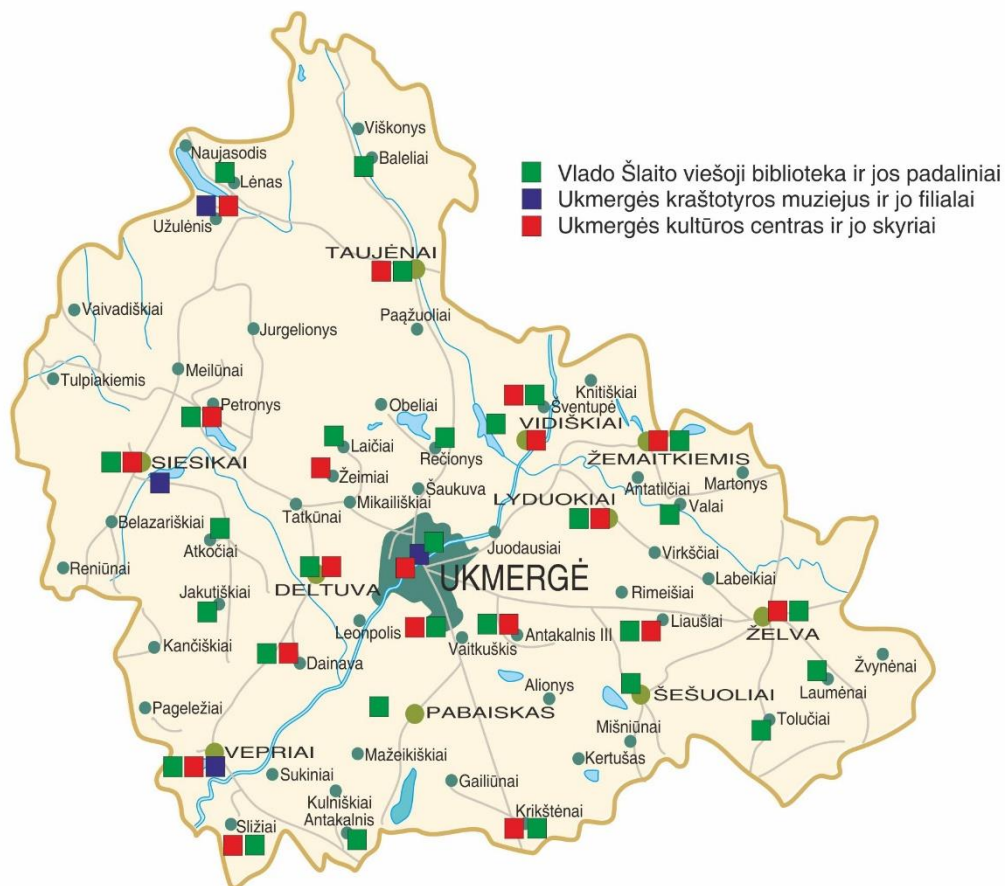 Viškonys
Naujasodis
Baleliai
Vlado Šlaito viešoji biblioteka ir jos padaliniai
Lėnas
Ukmergės kraštotyros muziejus ir jo filialai
Užulėnis
Ukmergės kultūros centras ir jo skyriai
TAUJĖNAI
Vaivadiškiai
Paąžuoliai
Jurgelionys
Meilūnai
Tulpiakiemis
Knitiškiai
Petronys
Obeliai
Šventupė
VIDIŠKIAI
Laičiai
Rečionys
SIESIKAI
ŽEMAITKIEMIS
Žeimiai
Šaukuva
Antatilčiai
Martonys
LYDUOKIAI
Mikailiškiai
Valai
Tatkūnai
Belazariškiai
Juodausiai
Atkočiai
Virkščiai
Reniūnai
UKMERGĖ
Labeikiai
DELTUVA
Jakutiškiai
Rimeišiai
Leonpolis
Liaušiai
Antakalnis III
ŽELVA
Vaitkuškis
Kančiškiai
Žvynėnai
Dainava
Laumėnai
Alionys
ŠEŠUOLIAI
Pageležiai
PABAISKAS
Tolučiai
Mišniūnai
VEPRIAI
Mažeikiškiai
Kertušas
Sukiniai
Gailiūnai
Kulniškiai
Krikštėnai
Antakalnis
Sližiai